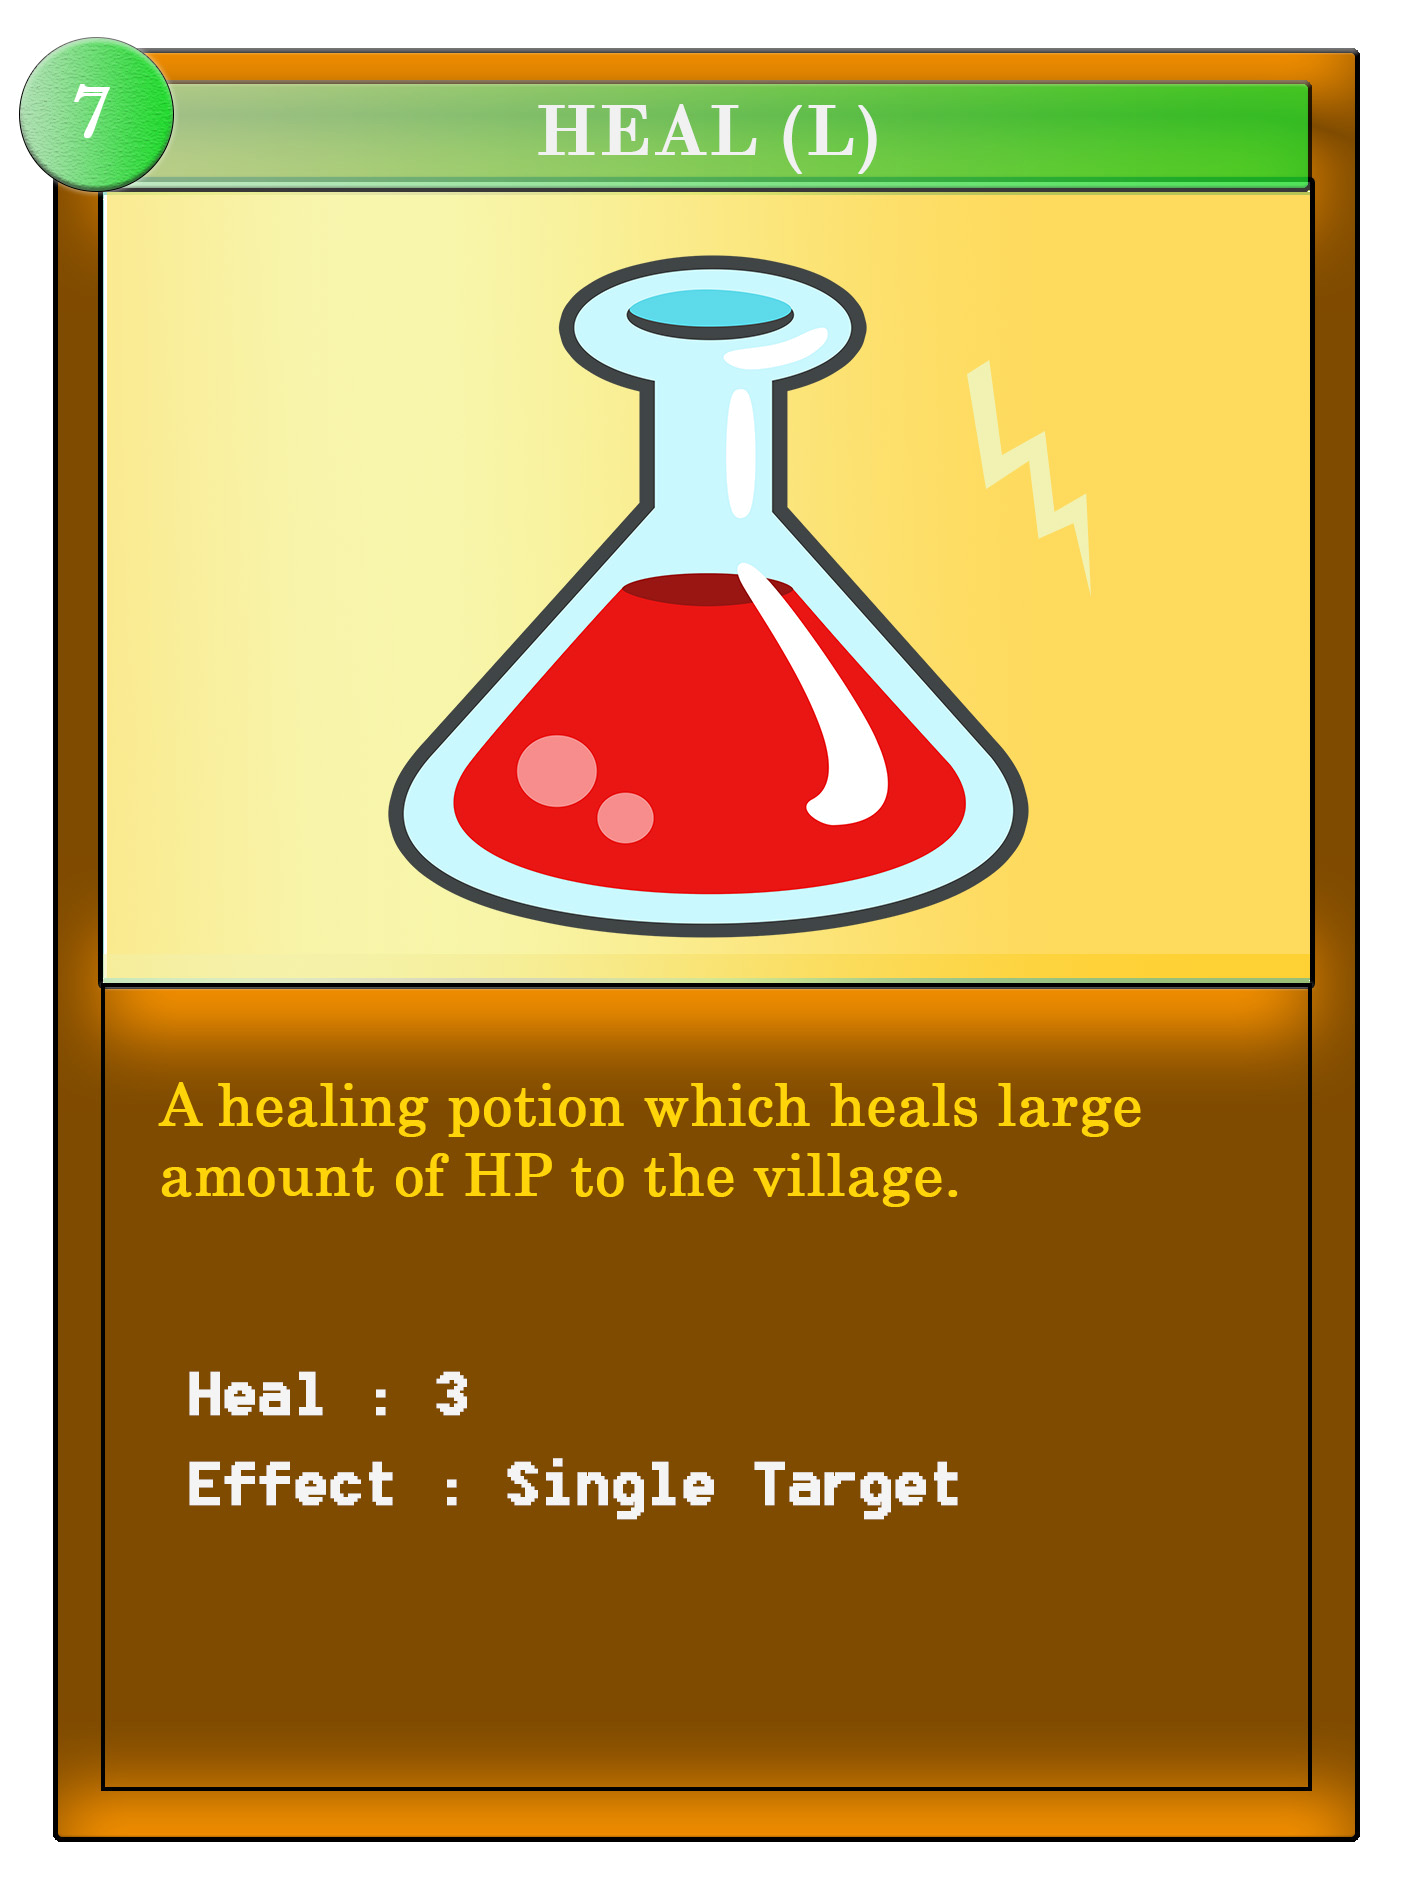 7
HEAL (L)
A healing potion which heals large
amount of HP to the village.
Heal : 3
Effect : Single Target